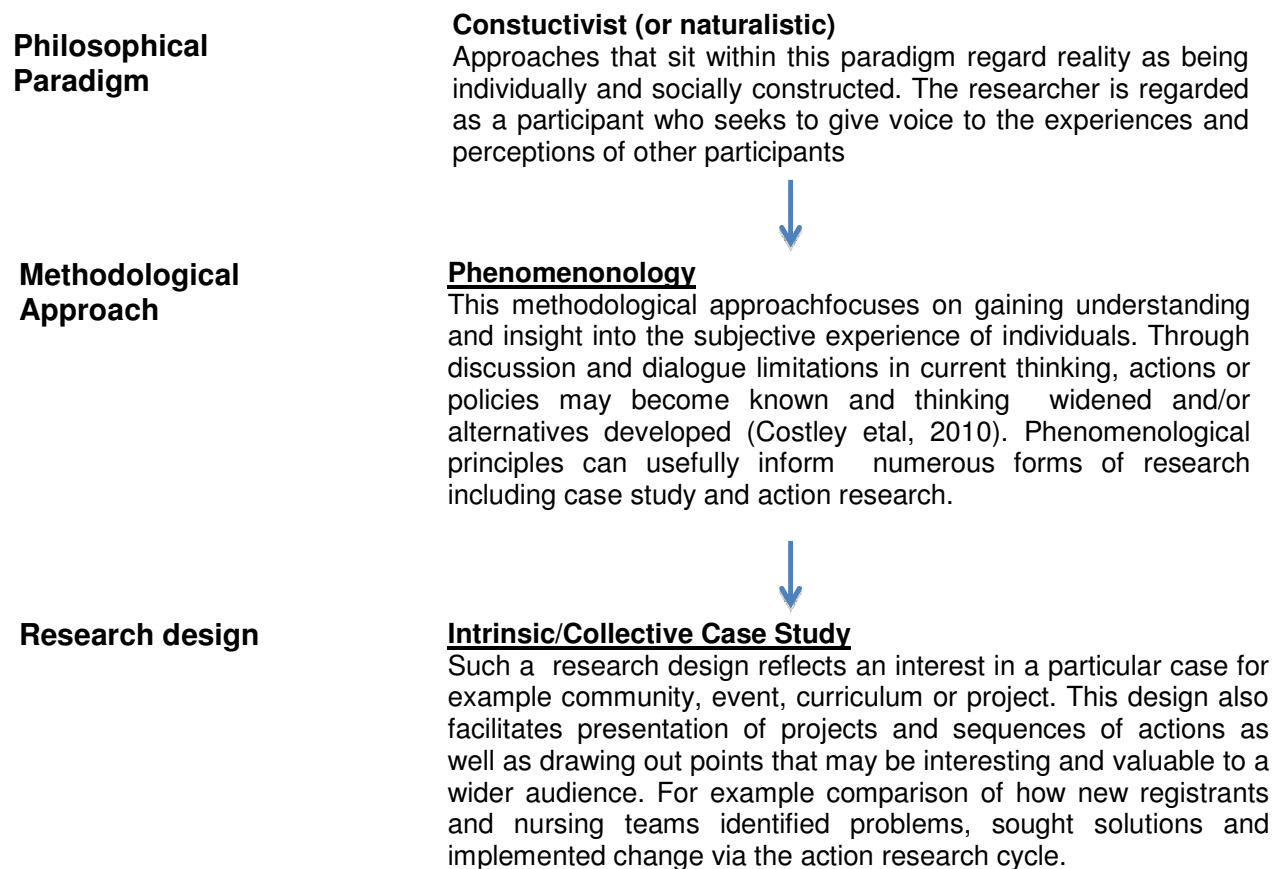 Philosophical
Paradigm
Constuctivist (or naturalistic)
Approaches that sit within this paradigm regard reality as being
individually and socially constructed. The researcher is regarded
as a participant who seeks to give voice to the experiences and
perceptions of other participants
Methodological
Approach
Phenomenonology
This methodological approachfocuses on gaining understanding
and insight into the subjective experience of individuals. Through
discussion and dialogue limitations in current thinking, actions or
policies may become known and thinking widened and/or
alternatives developed (Costley etal, 2010). Phenomenological
principles can usefully inform numerous forms of research
including case study and action research.
Research design
Intrinsic/Collective Case Study
Such a research design reflects an interest in a particular case for
example community, event, curriculum or project. This design also
facilitates presentation of projects and sequences of actions as
well as drawing out points that may be interesting and valuable to a
wider audience. For example comparison of how new registrants
and nursing teams identified problems, sought solutions and
implemented change via the action research cycle.